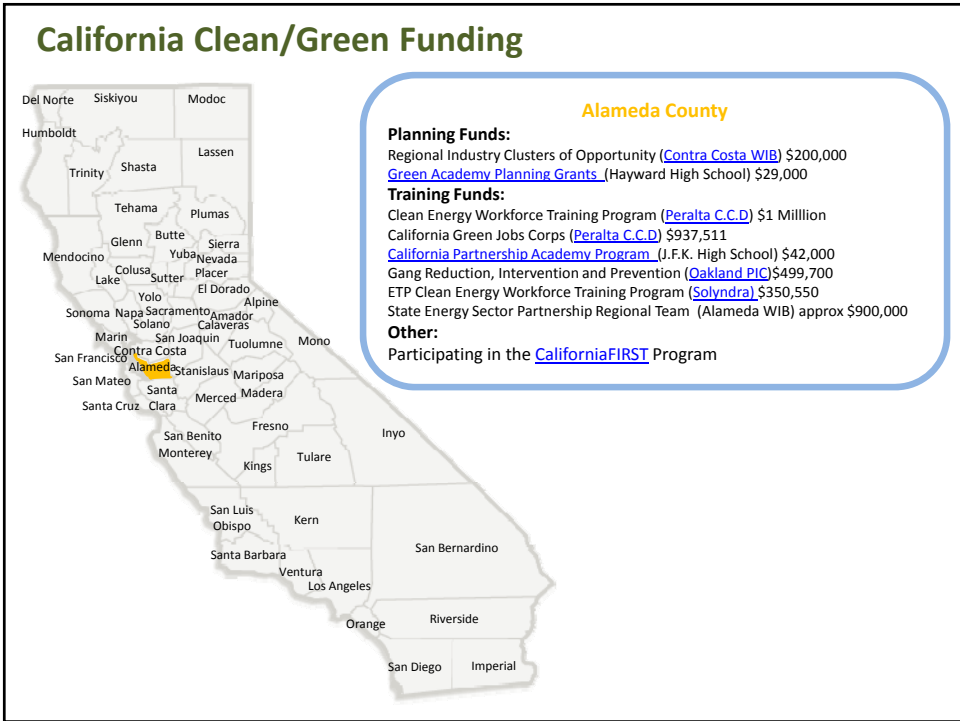 California Clean/Green Funding
Alameda County
Planning Funds:
Regional Industry Clusters of Opportunity (Contra Costa WIB) $200,000
Green Academy Planning Grants (Hayward High School) $29,000
Training Funds:
Clean Energy Workforce Training Program (Peralta C.C.D) $1 Milllion
California Green Jobs Corps (Peralta C.C.D) $937,511
California Partnership Academy Program (J.F.K. High School) $42,000
Gang Reduction, Intervention and Prevention (Oakland PIC)$499,700
ETP Clean Energy Workforce Training Program (Solyndra) $350,550
State Energy Sector Partnership Regional Team (Alameda WIB) approx $900,000
Other:
Participating in the CaliforniaFIRST Program
Del Norte
Siskiyou
Modoc
Humboldt
Trinity
Shasta
Lassen
Tehama
Plumas
Butte
Glenn
Sierra
Mendocino
Yuba
Nevada
Colusa
Lake
Sutter
Placer
El Dorado
Yolo
Alpine
Sonoma
Napa
Sacramento
Amador
Solano
Calaveras
Marin
San Joaquin
Tuolumne
Mono
Contra Costa
San Francisco
Alameda
Stanislaus
Mariposa
San Mateo
Santa
Clara
Merced
Madera
Santa Cruz
Fresno
San Benito
Inyo
Monterey
Tulare
Kings
San Luis
Obispo
Kern
Santa Barbara
San Bernardino
Ventura
Los Angeles
Orange
Riverside
San Diego
Imperial